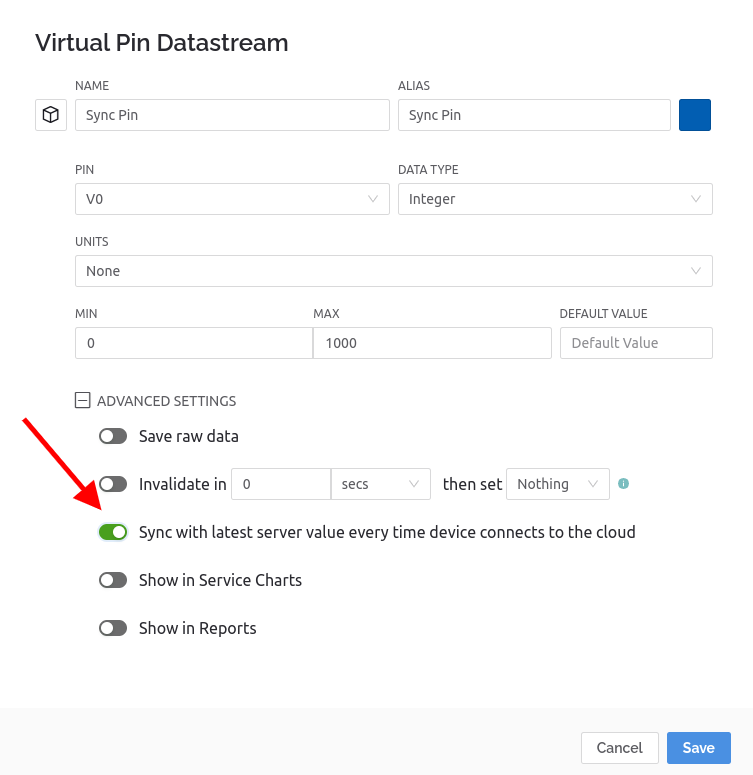 Virtual Pin Datastream
NAME ALIAS
Sync Pin Sync Pin
PIN DATA TYPE
V0 Integer
UNITS
None
MIN MAX DEFAULT VALUE
0 1000 Default Value
ADVANCED SETTINGS
Save raw data
Invalidate in 0 secs then set Nothing
Sync with latest server value every time device connects to the cloud
Show in Service Charts
Show in Reports
Cancel Save